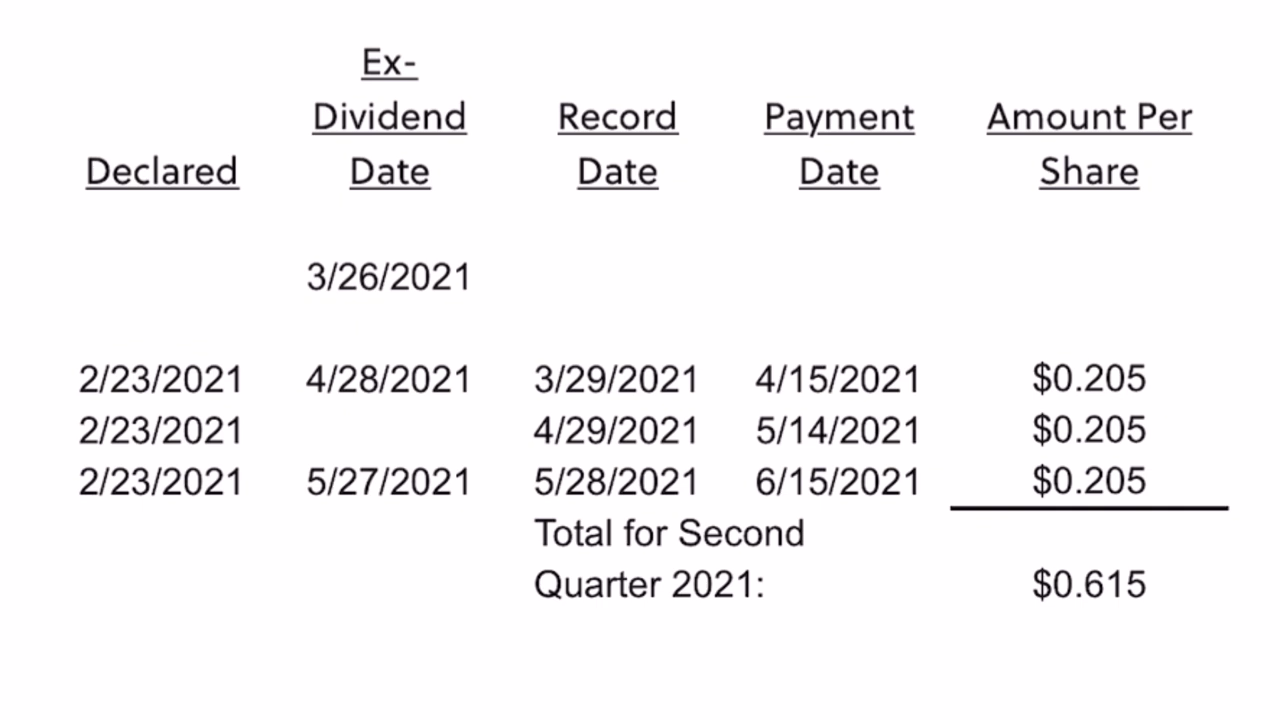 Ex-
Dividend Record Payment Amount Per
Declared Date Date Date Share
3/26/2021
2/23/2021 4/28/2021 3/29/2021 4/15/2021 $0.205
2/23/2021 4/29/2021 5/14/2021 $0.205
2/23/2021 5/27/2021 5/28/2021 6/15/2021 $0.205
Total for Second
Quarter 2021: $0.615